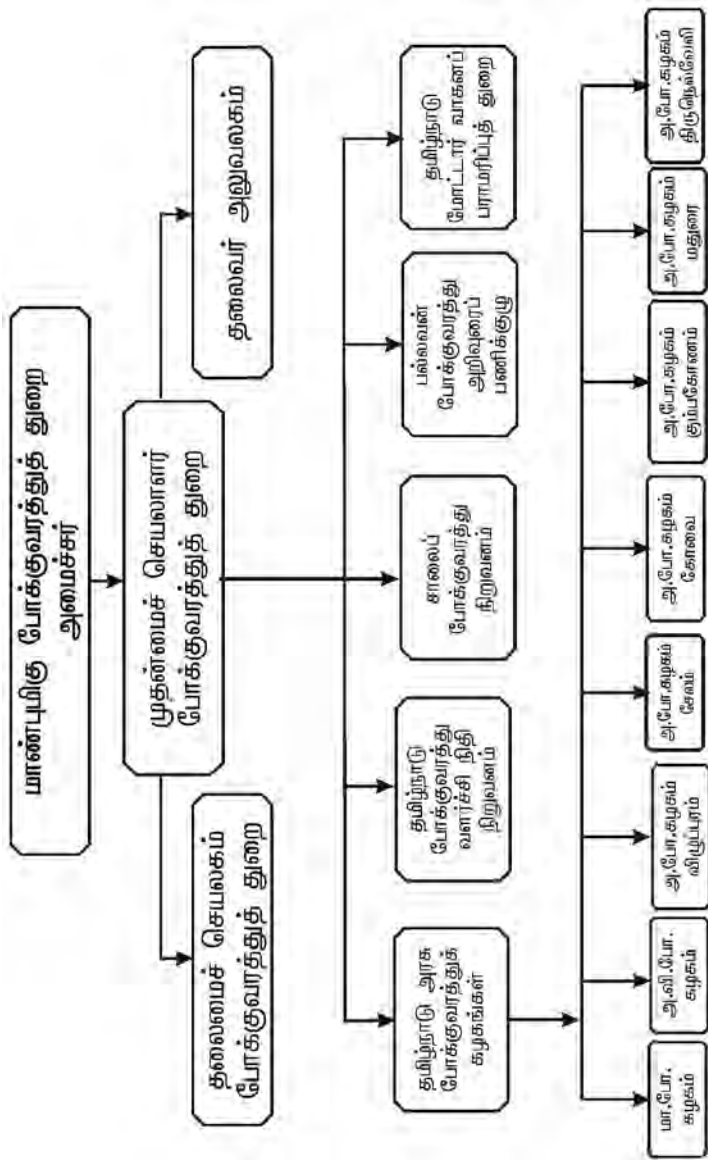 மாண்புமிகு போக்குவரத்துத் துறை
அமைச்சர்
முதன்மைச் செயலாளர்
போக்குவரத்துத் துறை
தலைமைச் செயலகம்
போக்குவரத்துத் துறை
தலைவர் அலுவலகம்
தமிழ்நாடு அரசு
போக்குவரத்துக்
கழகங்கள்
தமிழ்நாடு
போக்குவரத்து
வளர்ச்சி நிதி
நிறுவனம்
சாலைப்
போக்குவரத்து
நிறுவனம்
பல்லவன்
போக்குவரத்து
அறிவுரைப்
பணிக்குழு
தமிழ்நாடு
மோட்டார் வாகனப்
பராமரிப்புத் துறை
மா.போ.
கழகம்
அ.வி.போ.
கழகம்
அ.போ.கழகம்
விழுப்புரம்
அ.போ.கழகம்
சேலம்
அ.போ.கழகம்
கோவை
அ.போ.கழகம்
கும்பகோணம்
அ.போ.கழகம்
மதுரை
அ.போ.கழகம்
திருநெல்வேலி